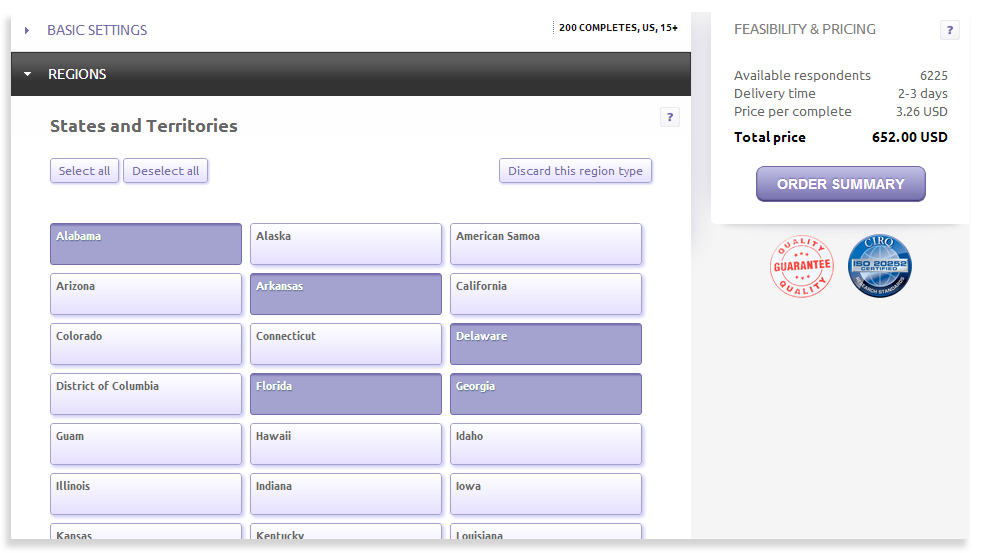 BASIC SETTINGS
200 COMPLETES, US, 15+
REGIONS
States and Territories
?
Select all
Deselect all
Discard this region type
Alabama
Alaska
American Samoa
Arizona
Arkansas
California
Colorado
Connecticut
Delaware
District of Columbia
Florida
Georgia
Guam
Hawaii
Idaho
Illinois
Indiana
Iowa
Kansas
Kentucky
Louisiana
FEASIBILITY & PRICING
?
Available respondents 6225
Delivery time 2-3 days
Price per complete 3.26 USD
Total price 652.00 USD
ORDER SUMMARY
QUALITY
GUARANTEE
QUALITY
CIRQ
ISO 20252
CERTIFIED
RESEARCH STANDARDS